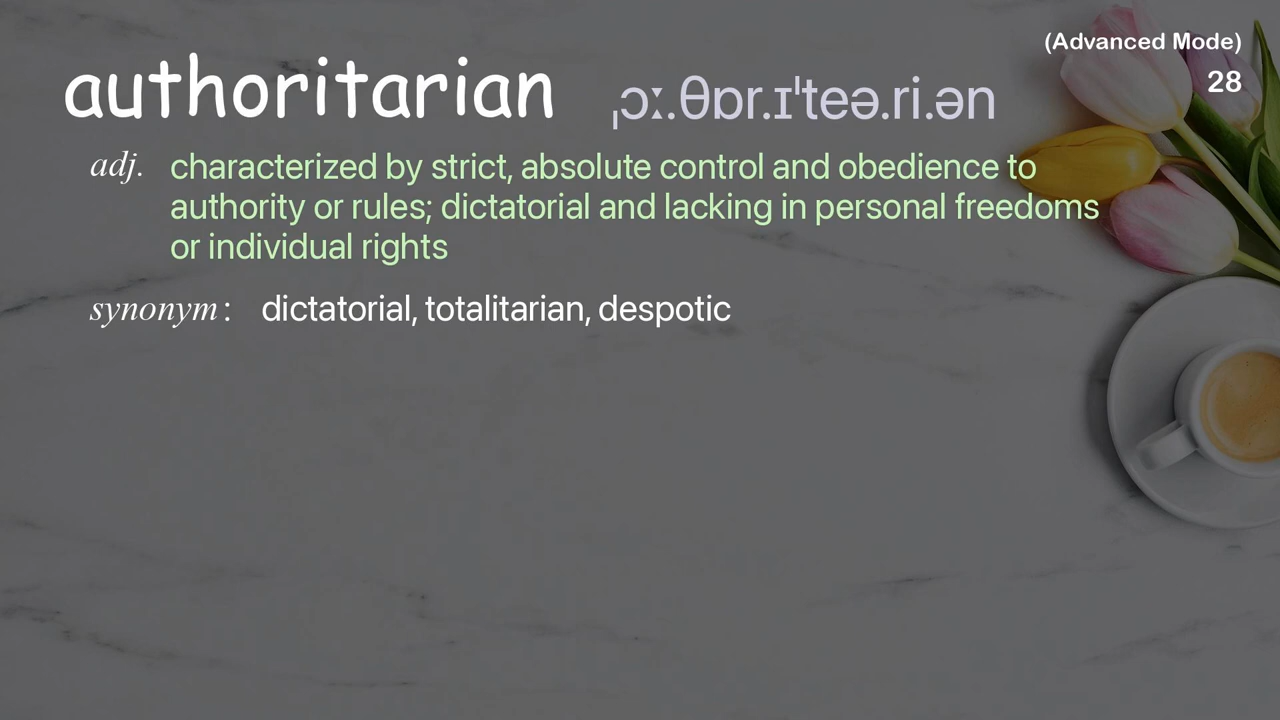 (Advanced Mode)
authoritarian ˌɔː.θɒr.ɪˈteə.ri.ən 28
adj. characterized by strict, absolute control and obedience to
authority or rules; dictatorial and lacking in personal freedoms
or individual rights
synonym: dictatorial, totalitarian, despotic